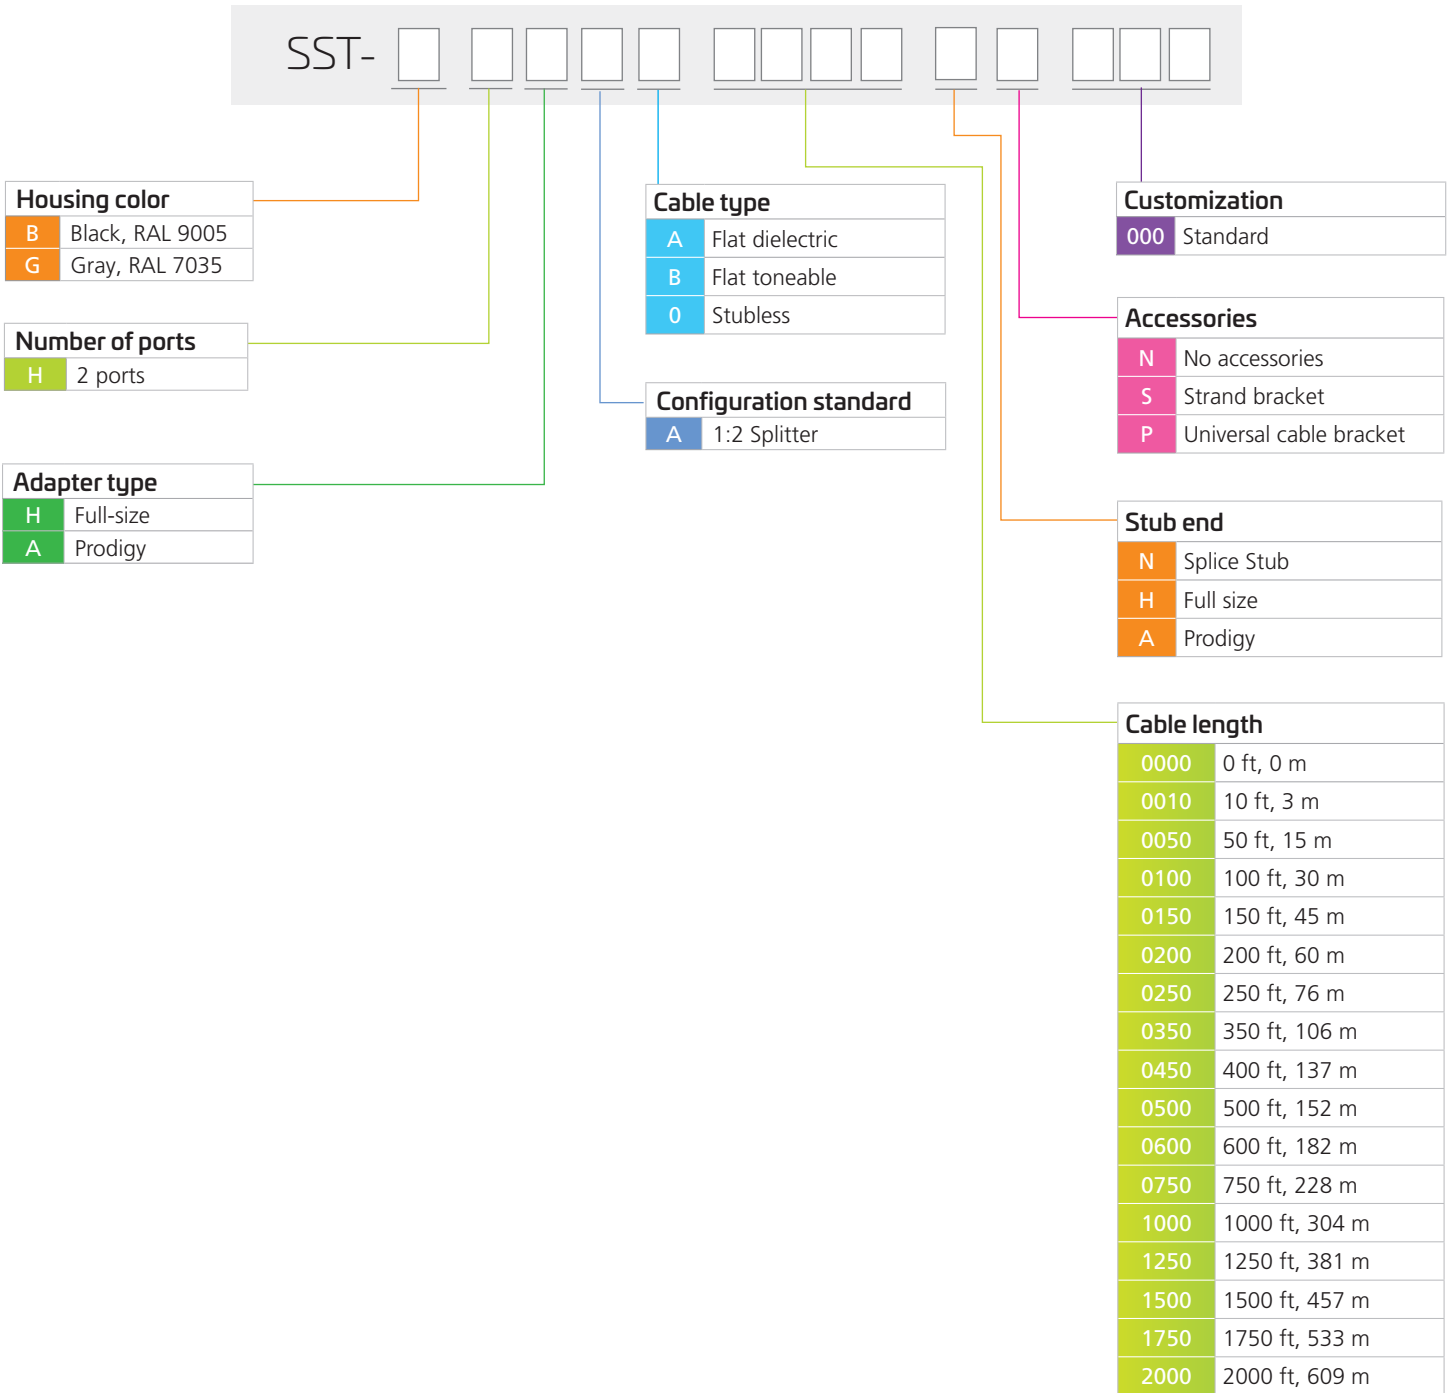 SST-
Housing color
B Black, RAL 9005
G Gray, RAL 7035
Number of ports
H 2 ports
Adapter type
H Full-size
A Prodigy
Cable type
A Flat dielectric
B Flat toneable
0 Stubless
Configuration standard
A 1:2 Splitter
Customization
000 Standard
Accessories
N No accessories
S Strand bracket
P Universal cable bracket
Stub end
N Splice Stub
H Full size
A Prodigy
Cable length
0000 0 ft, 0 m
0010 10 ft, 3 m
0050 50 ft, 15 m
0100 100 ft, 30 m
0150 150 ft, 45 m
0200 200 ft, 60 m
0250 250 ft, 76 m
0350 350 ft, 106 m
0450 400 ft, 137 m
0500 500 ft, 152 m
0600 600 ft, 182 m
0750 750 ft, 228 m
1000 1000 ft, 304 m
1250 1250 ft, 381 m
1500 1500 ft, 457 m
1750 1750 ft, 533 m
2000 2000 ft, 609 m